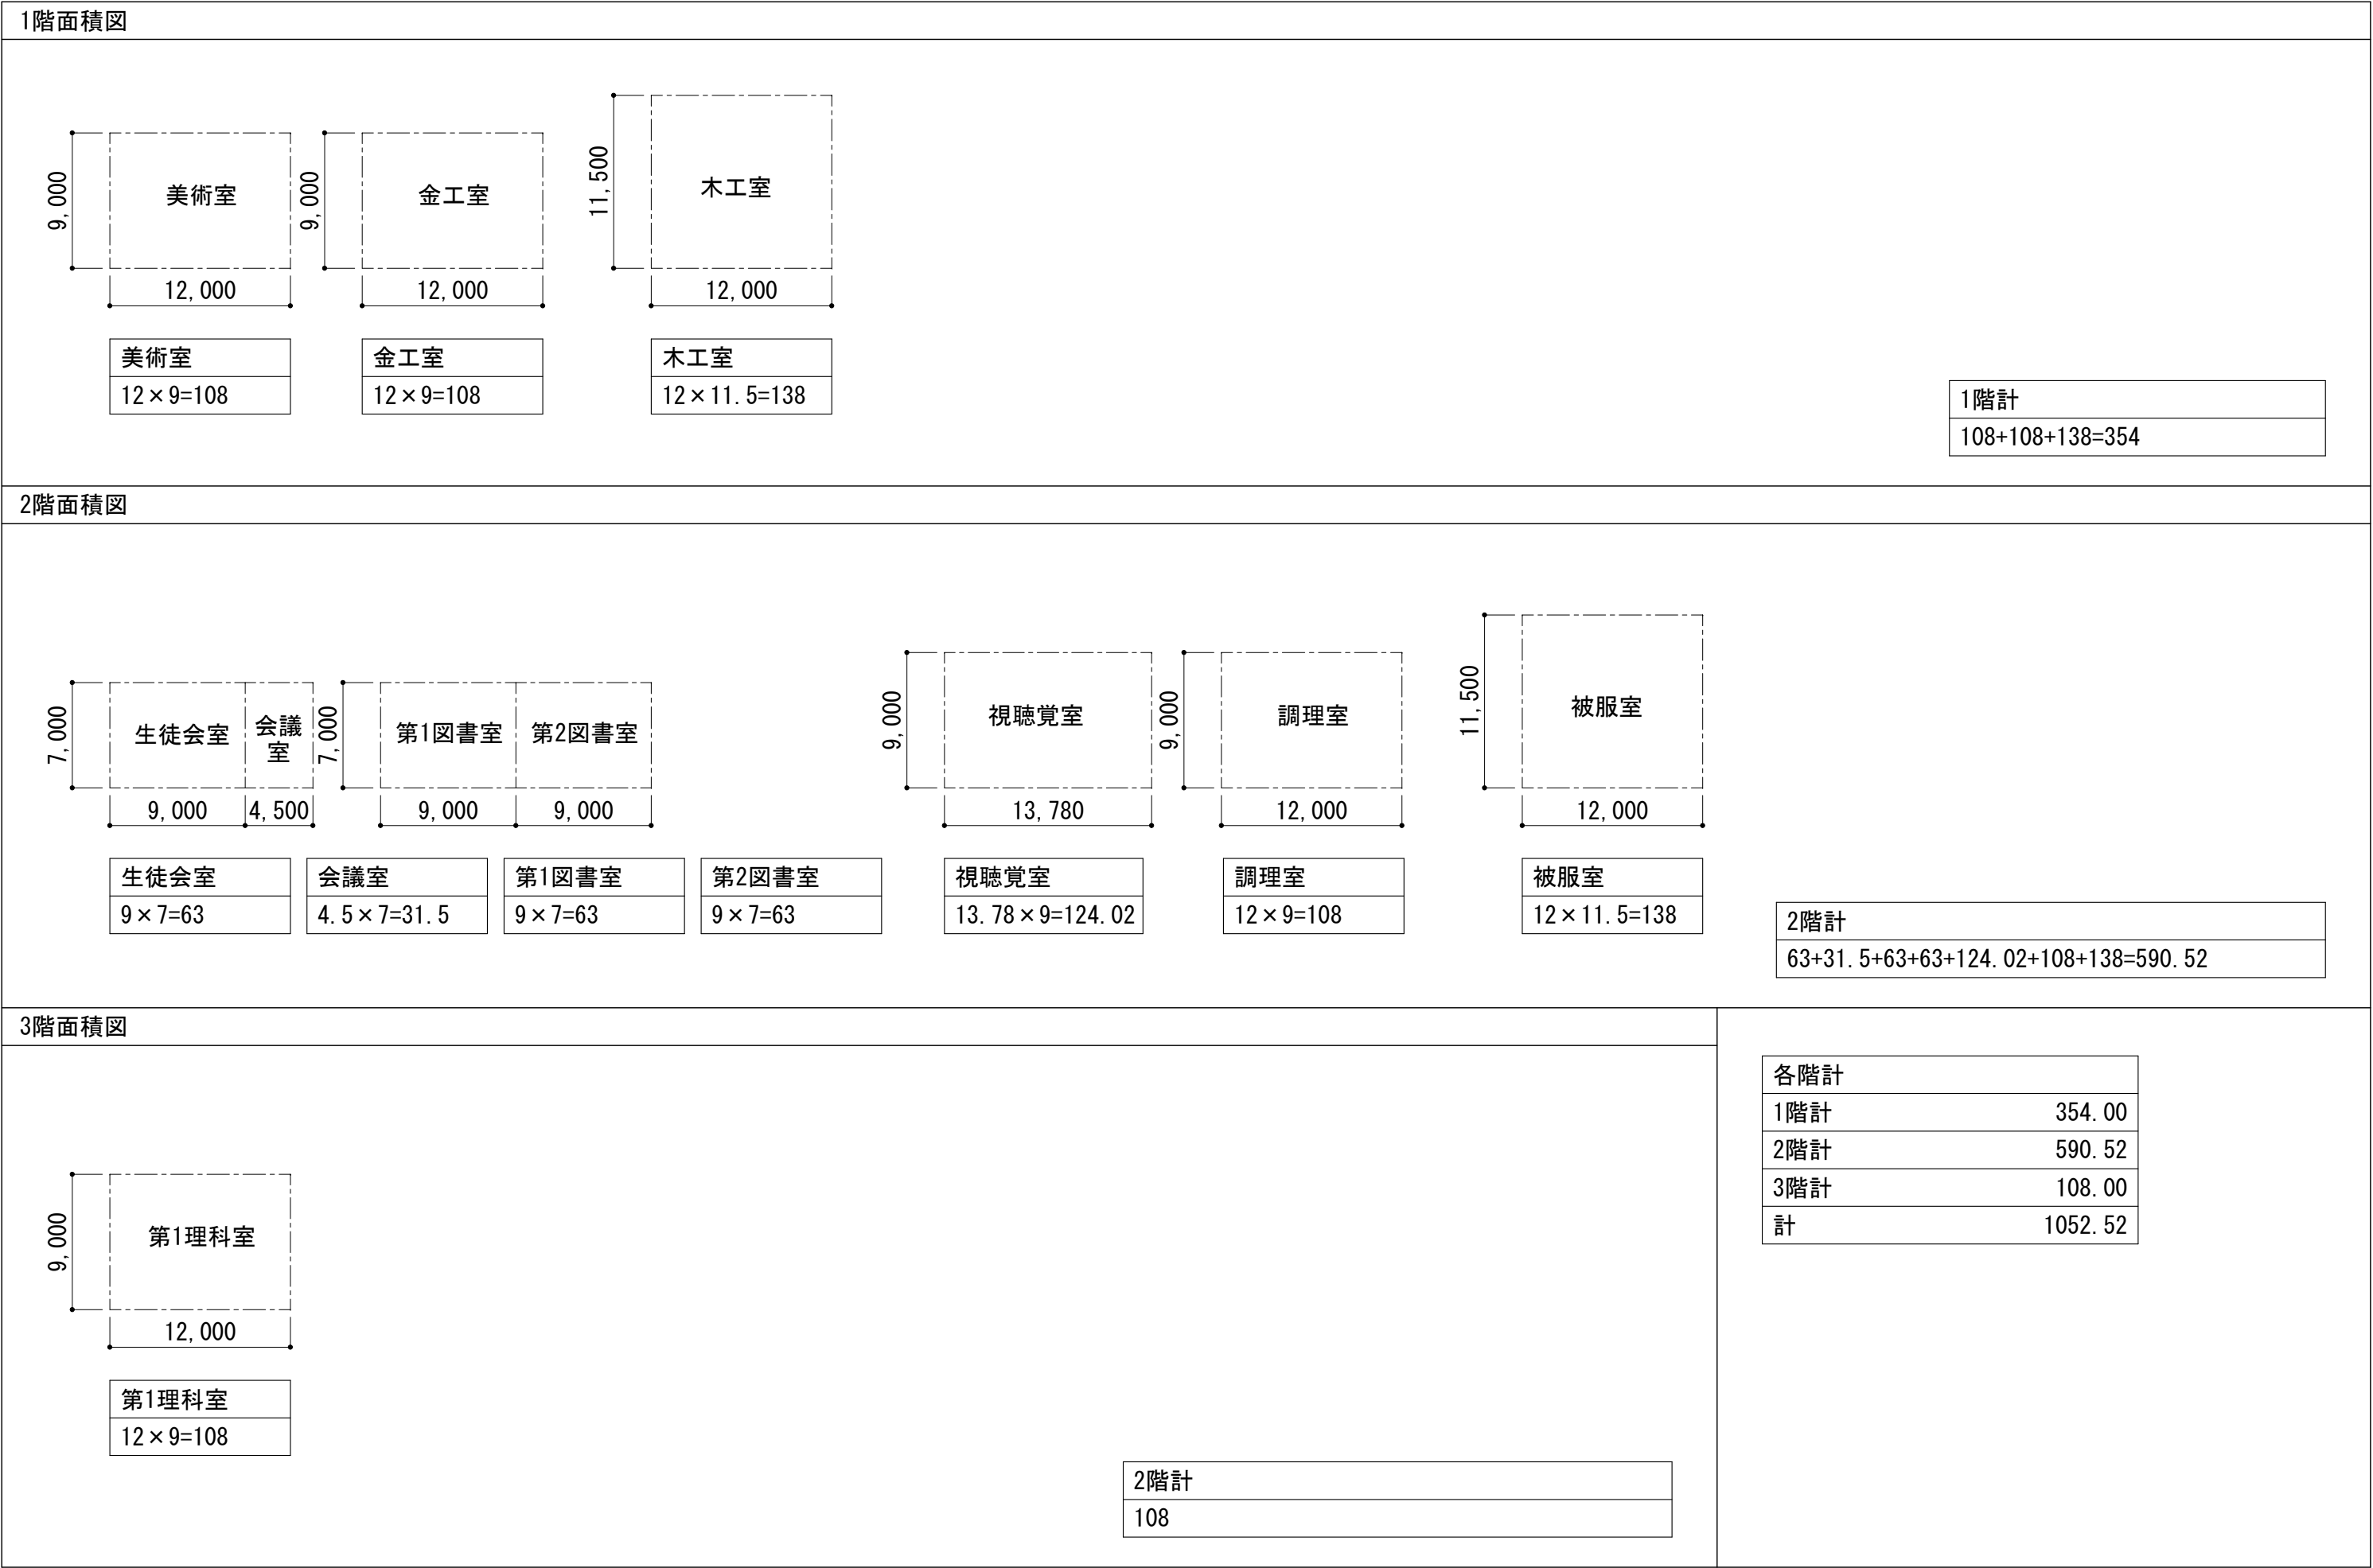 1階面積図
9,000
美術室
12,000
9,000
金工室
12,000
11,500
木工室
12,000
美術室
12×9=108
金工室
12×9=108
木工室
12×11.5=138
1階計
108+108+138=354
2階面積図
7,000
生徒会室
会議
室
9,000
4,500
7,000
第1図書室
第2図書室
9,000
9,000
9,000
視聴覚室
13,780
9,000
調理室
12,000
11,500
被服室
12,000
生徒会室
9×7=63
会議室
4.5×7=31.5
第1図書室
9×7=63
第2図書室
9×7=63
視聴覚室
13.78×9=124.02
調理室
12×9=108
被服室
12×11.5=138
2階計
63+31.5+63+63+124.02+108+138=590.52
3階面積図
9,000
第1理科室
12,000
第1理科室
12×9=108
2階計
108
各階計
1階計 354.00
2階計 590.52
3階計 108.00
計 1052.52